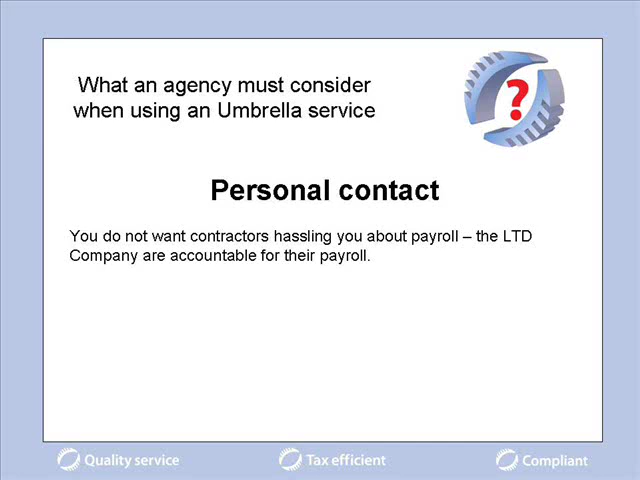 What an agency must consider
when using an Umbrella service
?
Personal contact
You do not want contractors hassling you about payroll – the LTD
Company are accountable for their payroll.
Quality service
Tax efficient
Compliant